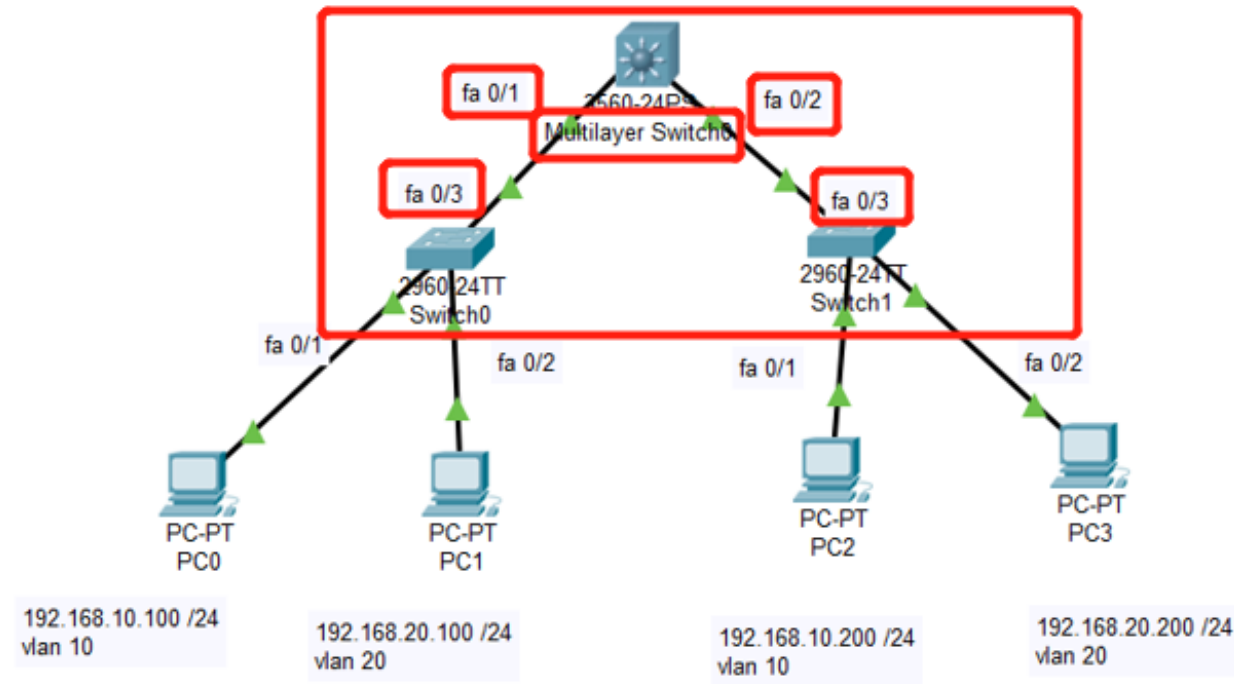 fa 0/1
fa 0/2
3560-24PS
Multilayer Switch0
fa 0/3
fa 0/3
2960-24TT
Switch0
2960-24TT
Switch1
fa 0/1
fa 0/2
fa 0/1
fa 0/2
PC-PT
PC0
PC-PT
PC1
PC-PT
PC2
PC-PT
PC3
192.168.10.100 /24
vlan 10
192.168.20.100 /24
vlan 20
192.168.10.200 /24
vlan 10
192.168.20.200 /24
vlan 20